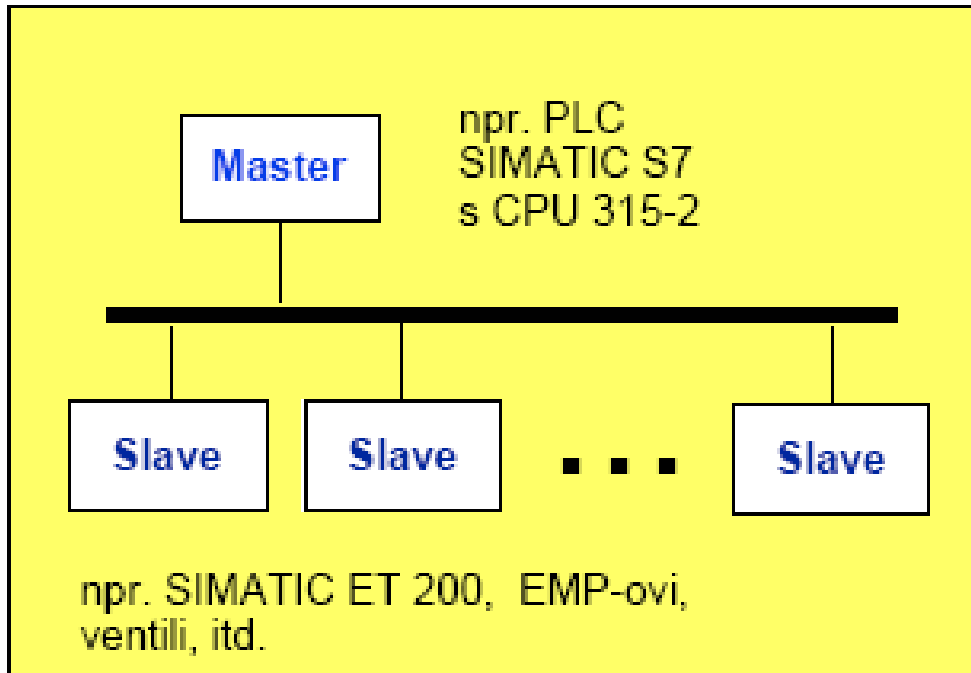 npr. PLC
Master
SIMATIC S7
s CPU 315-2
Slave
Slave
Slave
npr. SIMATIC ET 200, EMP-ovi,
ventili, itd.